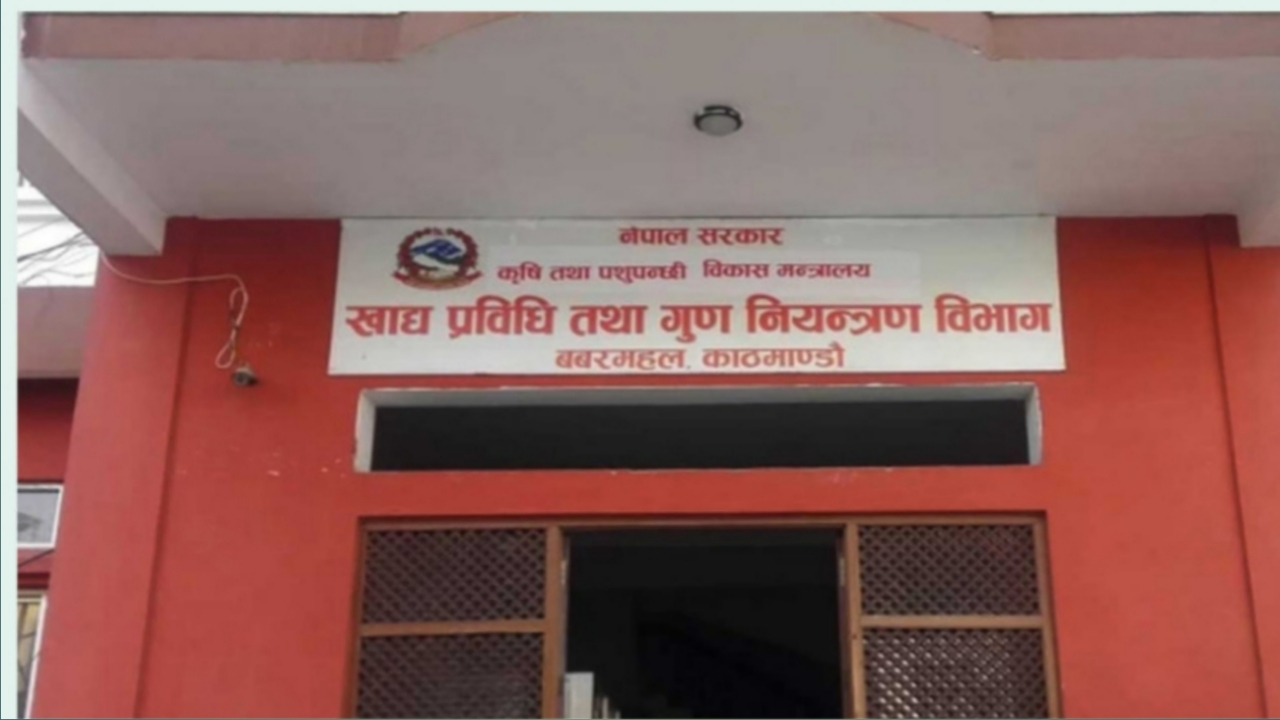 नेपाल सरकार
कृषि तथा पशुपन्छी विकास मन्त्रालय
खाद्य प्रविधि तथा गुण नियन्त्रण विभाग
बबरमहल, काठमाण्डौ